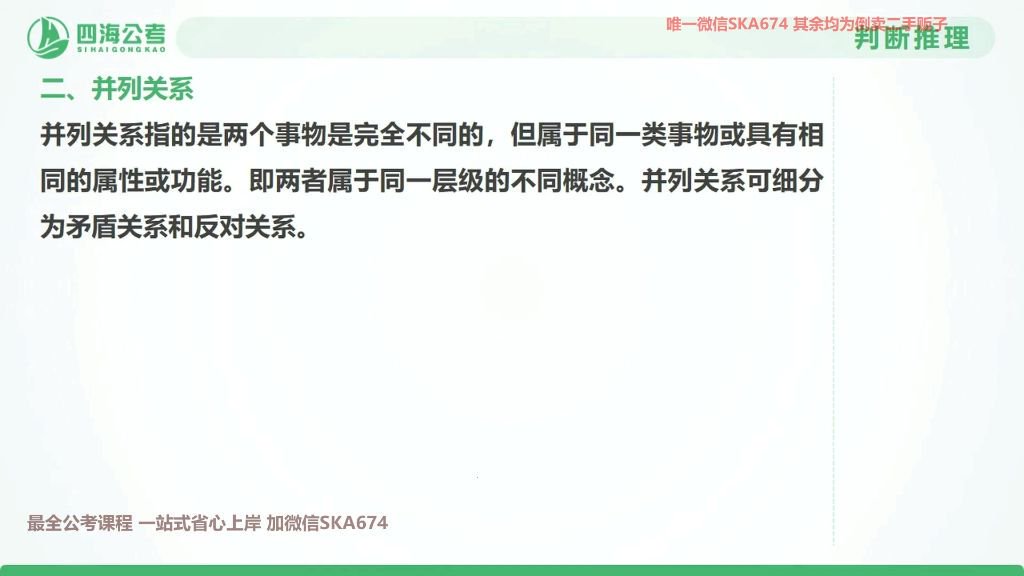 四海公考
SIHAIGONGKAO
唯一微信SKA674 其余均为倒卖二手贩子
判断推理
二、并列关系
并列关系指的是两个事物是完全不同的，但属于同一类事物或具有相
同的属性或功能。即两者属于同一层级的不同概念。并列关系可细分
为矛盾关系和反对关系。
最全公考课程 一站式省心上岸 加微信SKA674